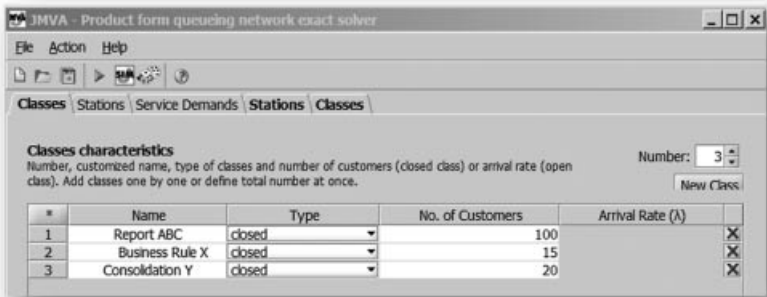 JMVA - Product form queueing network exact solver
File Action Help
Classes Stations Service Demands Stations Classes
Classes characteristics
Number, customized name, type of classes and number of customers (closed class) or arrival rate (open
class). Add classes one by one or define total number at once.
Number: 3
New Class
* Name Type No. of Customers Arrival Rate (λ)
1 Report ABC closed 100 X
2 Business Rule X closed 15 X
3 Consolidation Y closed 20 X